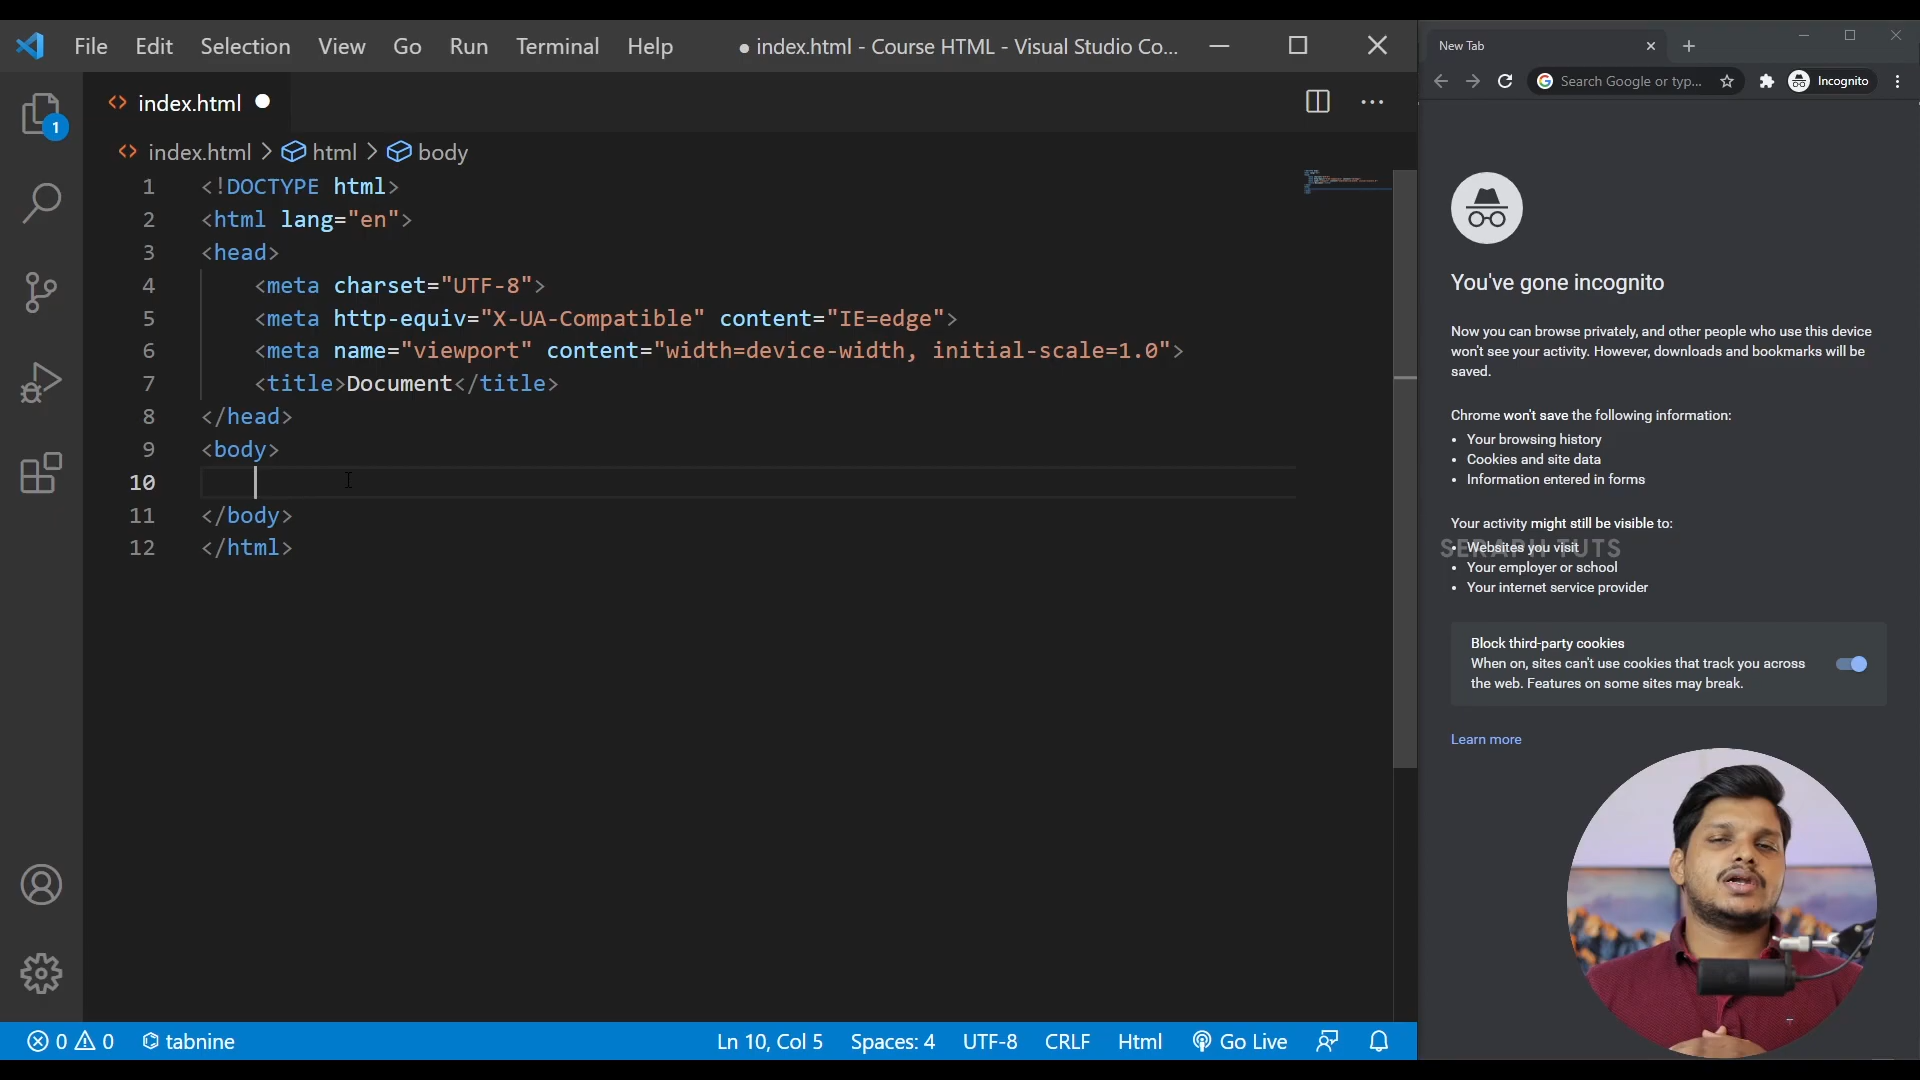 File Edit Selection View Go Run Terminal Help ● index.html - Course HTML - Visual Studio Co...
index.html
1
index.html > html > body
1 <!DOCTYPE html>
2 <html lang="en">
3 <head>
4 <meta charset="UTF-8">
5 <meta http-equiv="X-UA-Compatible" content="IE=edge">
6 <meta name="viewport" content="width=device-width, initial-scale=1.0">
7 <title>Document</title>
8 </head>
9 <body>
10
11 </body>
12 </html>
0 0 tabnine Ln 10, Col 5 Spaces: 4 UTF-8 CRLF Html Go Live
New Tab
Search Google or typ... Incognito
You've gone incognito
Now you can browse privately, and other people who use this device
won't see your activity. However, downloads and bookmarks will be
saved.
Chrome won't save the following information:
• Your browsing history
• Cookies and site data
• Information entered in forms
Your activity might still be visible to:
• Websites you visit
SERAPH TUTS
• Your employer or school
• Your internet service provider
Block third-party cookies
When on, sites can't use cookies that track you across
the web. Features on some sites may break.
Learn more